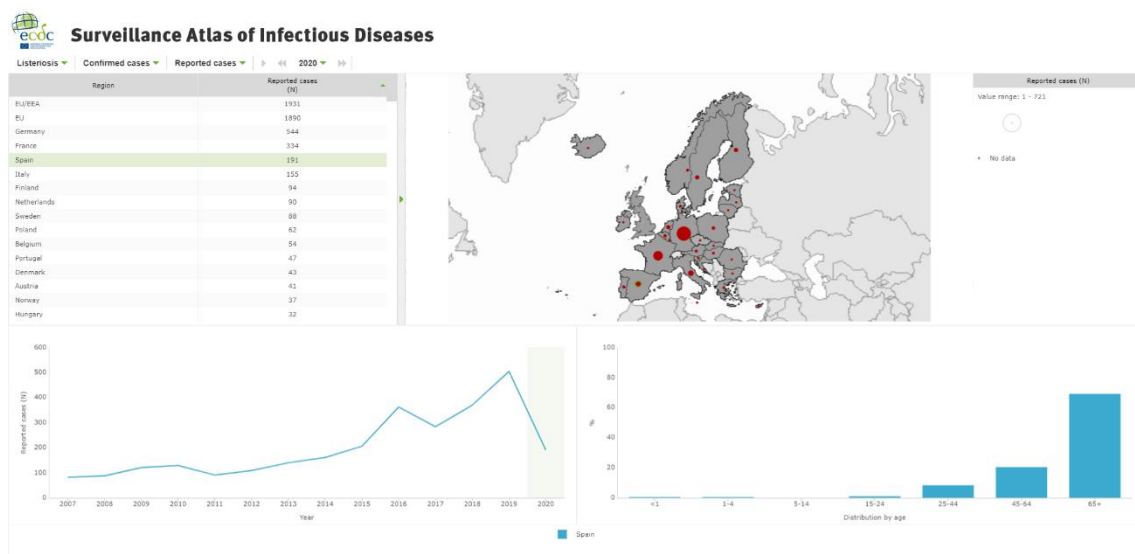 ecdc
Surveillance Atlas of Infectious Diseases
Listeriosis Confirmed cases Reported cases 2020
Region Reported cases
(N)
EU/EEA 1931
EU 1890
Germany 544
France 334
Spain 191
Italy 155
Finland 94
Netherlands 90
Sweden 88
Poland 62
Belgium 54
Portugal 47
Denmark 43
Austria 41
Norway 37
Hungary 32
Reported cases (N)
Value range: 1 - 721
No data
600
500
400
300
200
100
0
Reported cases (N)
2007 2008 2009 2010 2011 2012 2013 2014 2015 2016 2017 2018 2019 2020
Year
100
80
60
40
20
0
%
<1 1-4 5-14 15-24 25-44 45-64 65+
Distribution by age
Spain